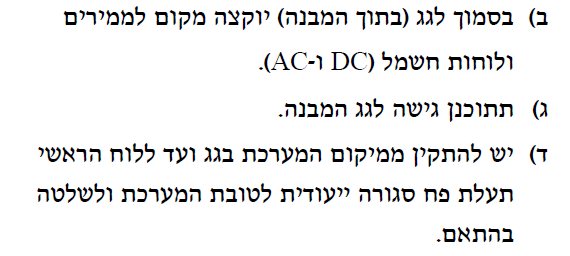 ב) בסמוך לגג (בתוך המבנה) יוקצה מקום לממירים
ולוחות חשמל (DC ו-AC).
ג) תתוכנן גישה לגג המבנה.
ד) יש להתקין ממיקום המערכת בגג ועד ללוח הראשי
תעלת פח סגורה ייעודית לטובת המערכת ולשלטה
בהתאם.